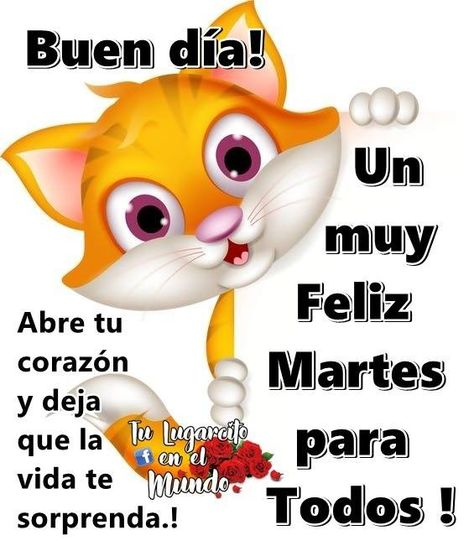 Buen día!
Un
muy
Feliz
Martes
para
Todos !
Abre tu
corazón
y deja
que la
vida te
sorprenda.!
Tu Lugarcito
f en el
Mundo